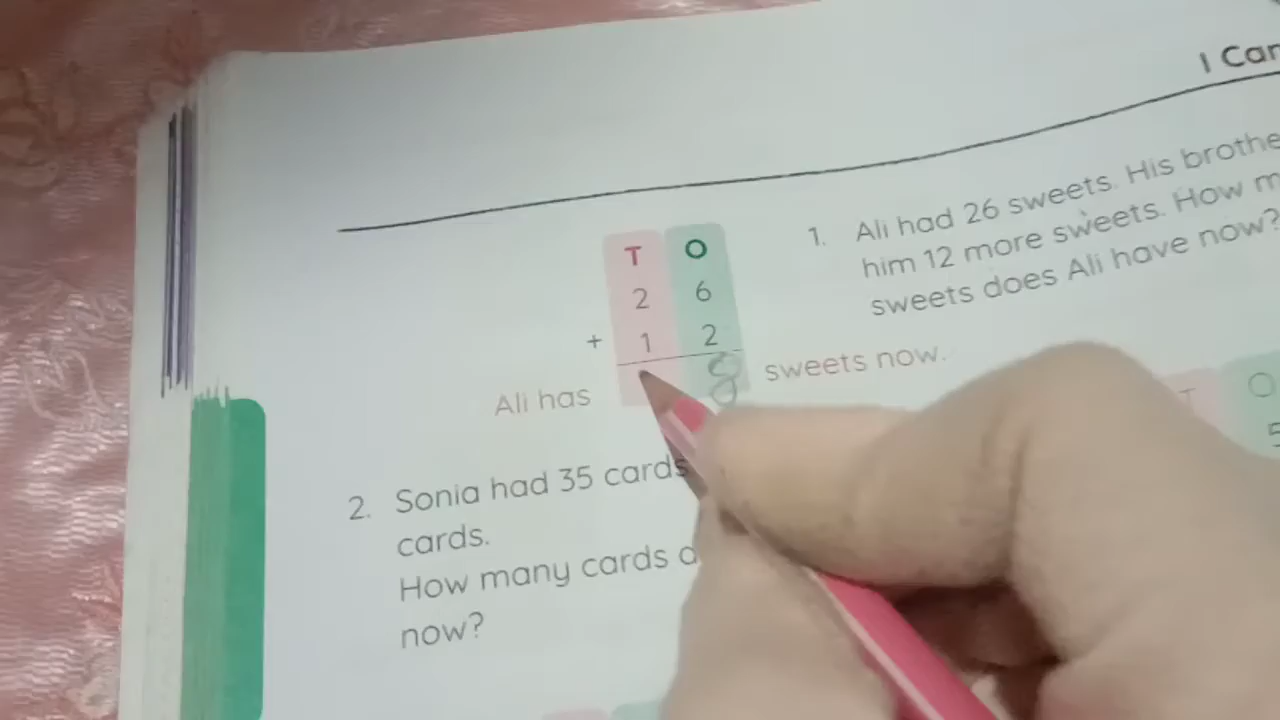 I Can
1. Ali had 26 sweets. His brothe
him 12 more sweets. How m
sweets does Ali have now?
T O
2 6
+ 1 2
8
Ali has
sweets now.
2. Sonia had 35 cards
cards.
How many cards
now?
T O
5